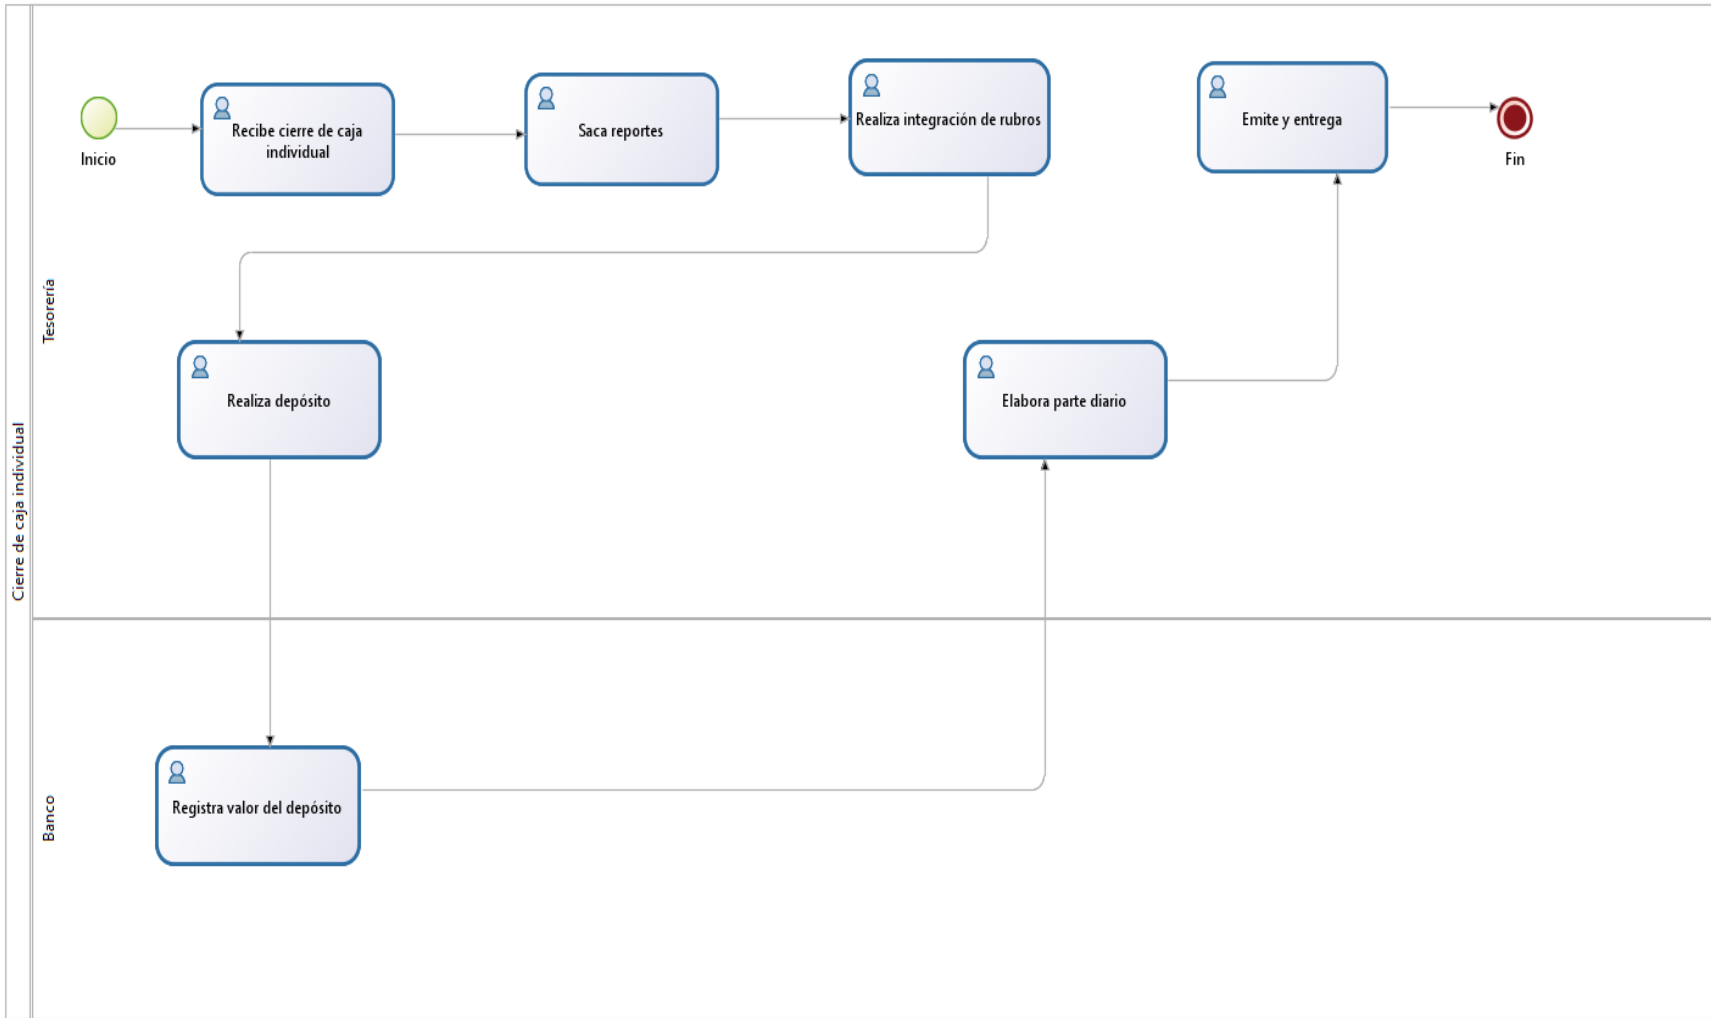 Cierre de caja individual
Tesorería
Inicio
Recibe cierre de caja
individual
Saca reportes
Realiza integración de rubros
Emite y entrega
Fin
Realiza depósito
Elabora parte diario
Banco
Registra valor del depósito